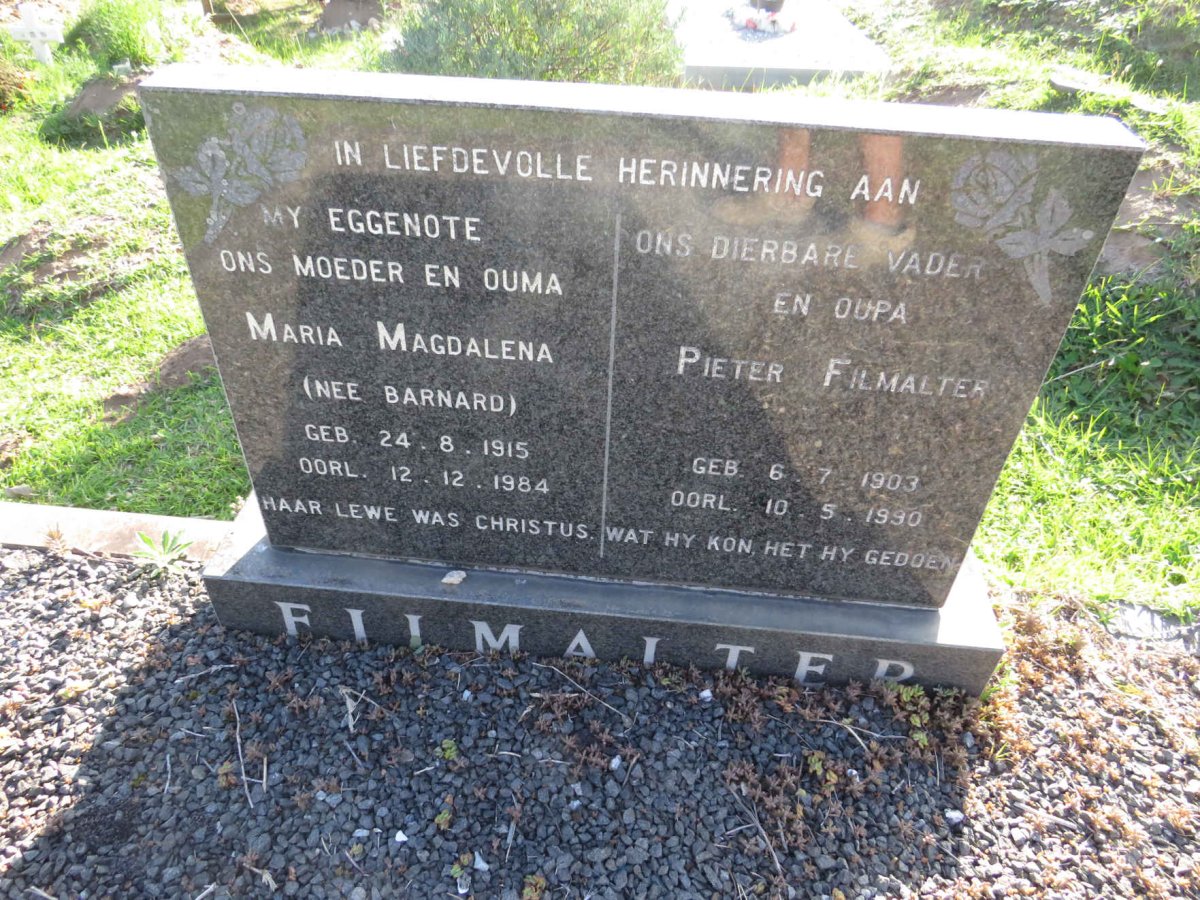 IN LIEFDEVOLLE HERINNERING AAN
MY EGGENOTE
ONS MOEDER EN OUMA
MARIA MAGDALENA
(NEE BARNARD)
GEB. 24.8.1915
OORL. 12.12.1984
HAAR LEWE WAS CHRISTUS.
ONS DIERBARE VADER
EN OUPA
PIETER FILMALTER
GEB. 6.7.1903
OORL. 10.5.1990
WAT HY KON, HET HY GEDOEN
FILMALTER